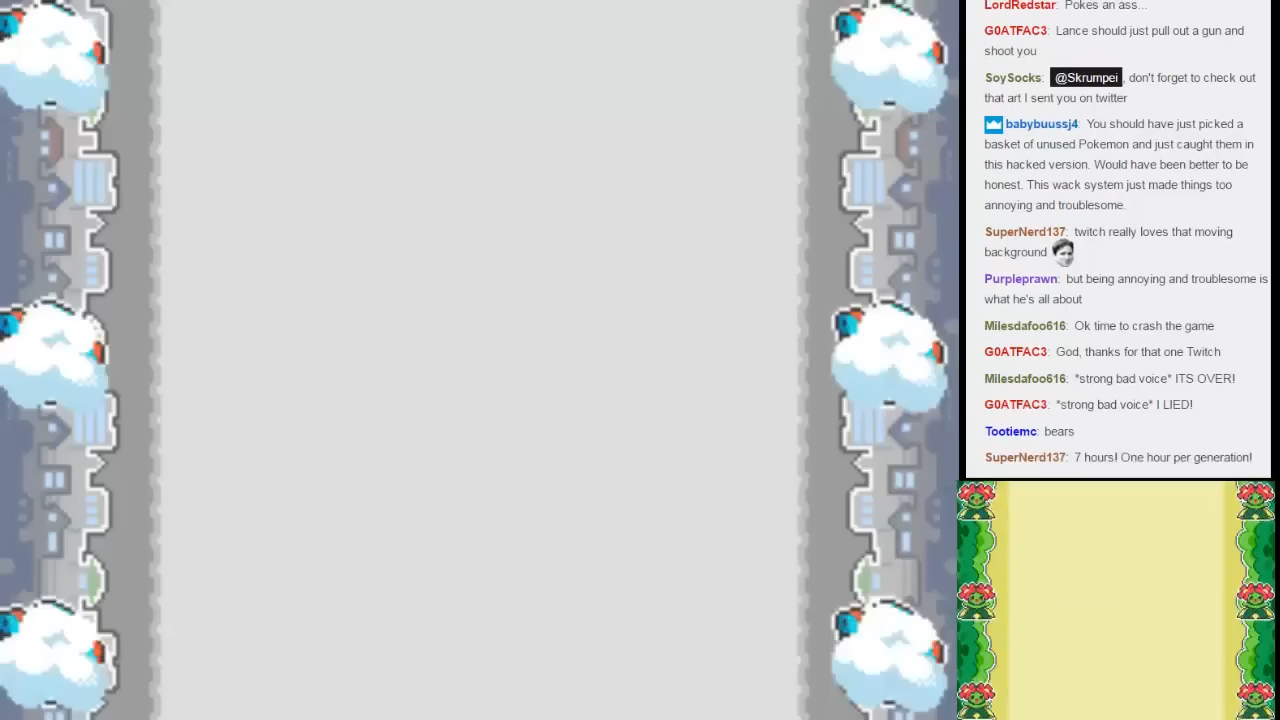 LordRedstar: Pokes an ass...
G0ATFAC3: Lance should just pull out a gun and
shoot you
SoySocks: @Skrumpei, don't forget to check out
that art I sent you on twitter
babybuussj4: You should have just picked a
basket of unused Pokemon and just caught them in
this hacked version. Would have been better to be
honest. This wack system just made things too
annoying and troublesome.
SuperNerd137: twitch really loves that moving
background
Purpleprawn: but being annoying and troublesome is
what he's all about
Milesdafoo616: Ok time to crash the game
G0ATFAC3: God, thanks for that one Twitch
Milesdafoo616: *strong bad voice* ITS OVER!
G0ATFAC3: *strong bad voice* I LIED!
Tootiemc: bears
SuperNerd137: 7 hours! One hour per generation!